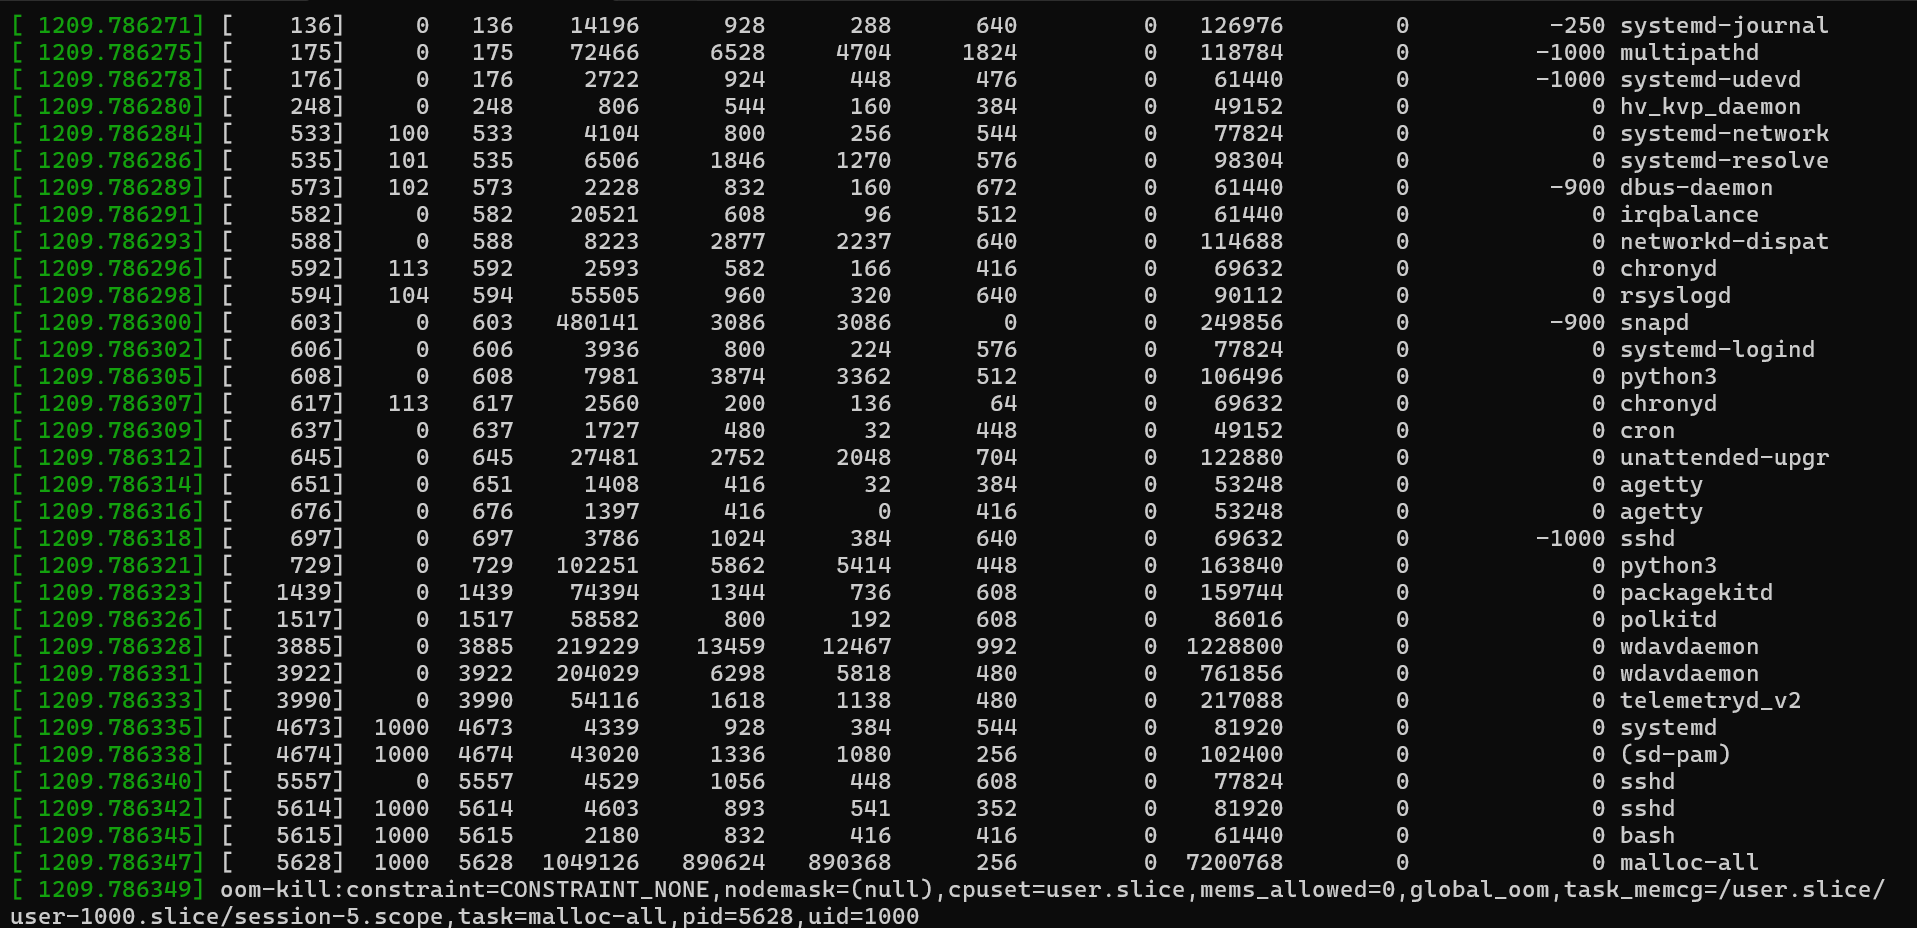 [ 1209.786271] [    136]     0   136    14196      928      288      640         0   126976        0          -250 systemd-journal
[ 1209.786275] [    175]     0   175    72466     6528     4704     1824         0   118784        0         -1000 multipathd
[ 1209.786278] [    176]     0   176     2722      924      448      476         0    61440        0         -1000 systemd-udevd
[ 1209.786280] [    248]     0   248      806      544      160      384         0    49152        0             0 hv_kvp_daemon
[ 1209.786284] [    533]   100   533     4104      800      256      544         0    77824        0             0 systemd-network
[ 1209.786286] [    535]   101   535     6506     1846     1270      576         0    98304        0             0 systemd-resolve
[ 1209.786289] [    573]   102   573     2228      832      160      672         0    61440        0          -900 dbus-daemon
[ 1209.786291] [    582]     0   582    20521      608       96      512         0    61440        0             0 irqbalance
[ 1209.786293] [    588]     0   588     8223     2877     2237      640         0   114688        0             0 networkd-dispat
[ 1209.786296] [    592]   113   592     2593      582      166      416         0    69632        0             0 chronyd
[ 1209.786298] [    594]   104   594    55505      960      320      640         0    90112        0             0 rsyslogd
[ 1209.786300] [    603]     0   603   480141     3086     3086        0         0   249856        0          -900 snapd
[ 1209.786302] [    606]     0   606     3936      800      224      576         0    77824        0             0 systemd-logind
[ 1209.786305] [    608]     0   608     7981     3874     3362      512         0   106496        0             0 python3
[ 1209.786307] [    617]   113   617     2560      200      136       64         0    69632        0             0 chronyd
[ 1209.786309] [    637]     0   637     1727      480       32      448         0    49152        0             0 cron
[ 1209.786312] [    645]     0   645    27481     2752     2048      704         0   122880        0             0 unattended-upgr
[ 1209.786314] [    651]     0   651     1408      416       32      384         0    53248        0             0 agetty
[ 1209.786316] [    676]     0   676     1397      416        0      416         0    53248        0             0 agetty
[ 1209.786318] [    697]     0   697     3786     1024      384      640         0    69632        0         -1000 sshd
[ 1209.786321] [    729]     0   729   102251     5862     5414      448         0   163840        0             0 python3
[ 1209.786323] [   1439]     0  1439    74394     1344      736      608         0   159744        0             0 packagekitd
[ 1209.786326] [   1517]     0  1517    58582      800      192      608         0    86016        0             0 polkitd
[ 1209.786328] [   3885]     0  3885   219229    13459    12467      992         0  1228800        0             0 wdavdaemon
[ 1209.786331] [   3922]     0  3922   204029     6298     5818      480         0   761856        0             0 wdavdaemon
[ 1209.786333] [   3990]     0  3990    54116     1618     1138      480         0   217088        0             0 telemetryd_v2
[ 1209.786335] [   4673]  1000  4673     4339      928      384      544         0    81920        0             0 systemd
[ 1209.786338] [   4674]  1000  4674    43020     1336     1080      256         0   102400        0             0 (sd-pam)
[ 1209.786340] [   5557]     0  5557     4529     1056      448      608         0    77824        0             0 sshd
[ 1209.786342] [   5614]  1000  5614     4603      893      541      352         0    81920        0             0 sshd
[ 1209.786345] [   5615]  1000  5615     2180      832      416      416         0    61440        0             0 bash
[ 1209.786347] [   5628]  1000  5628  1049126   890624   890368      256         0  7200768        0             0 malloc-all
[ 1209.786349] oom-kill:constraint=CONSTRAINT_NONE,nodemask=(null),cpuset=user.slice,mems_allowed=0,global_oom,task_memcg=/user.slice/
user-1000.slice/session-5.scope,task=malloc-all,pid=5628,uid=1000